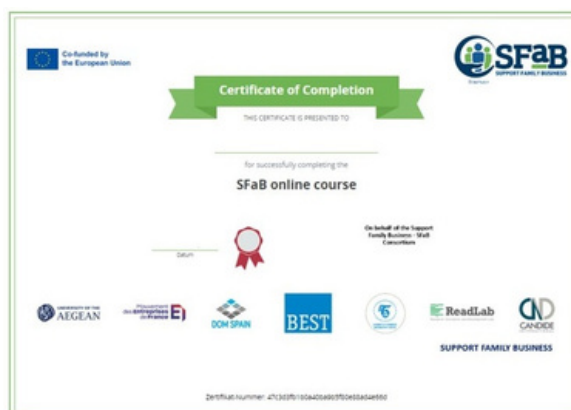 Co-funded by
the European Union
SFaB
SUPPORT FAMILY BUSINESS
Certificate of Completion
THIS CERTIFICATE IS PRESENTED TO
for successfully completing the
SFaB online course
On behalf of the Support
Family Business - SFaB
Consortium
Datum
UNIVERSITY OF THE
AEGEAN
Mouvement
des Entreprises
de France
DOM SPAIN
BEST
ReadLab
CANDIDE
SUPPORT FAMILY BUSINESS
Zertifikat Nummer: